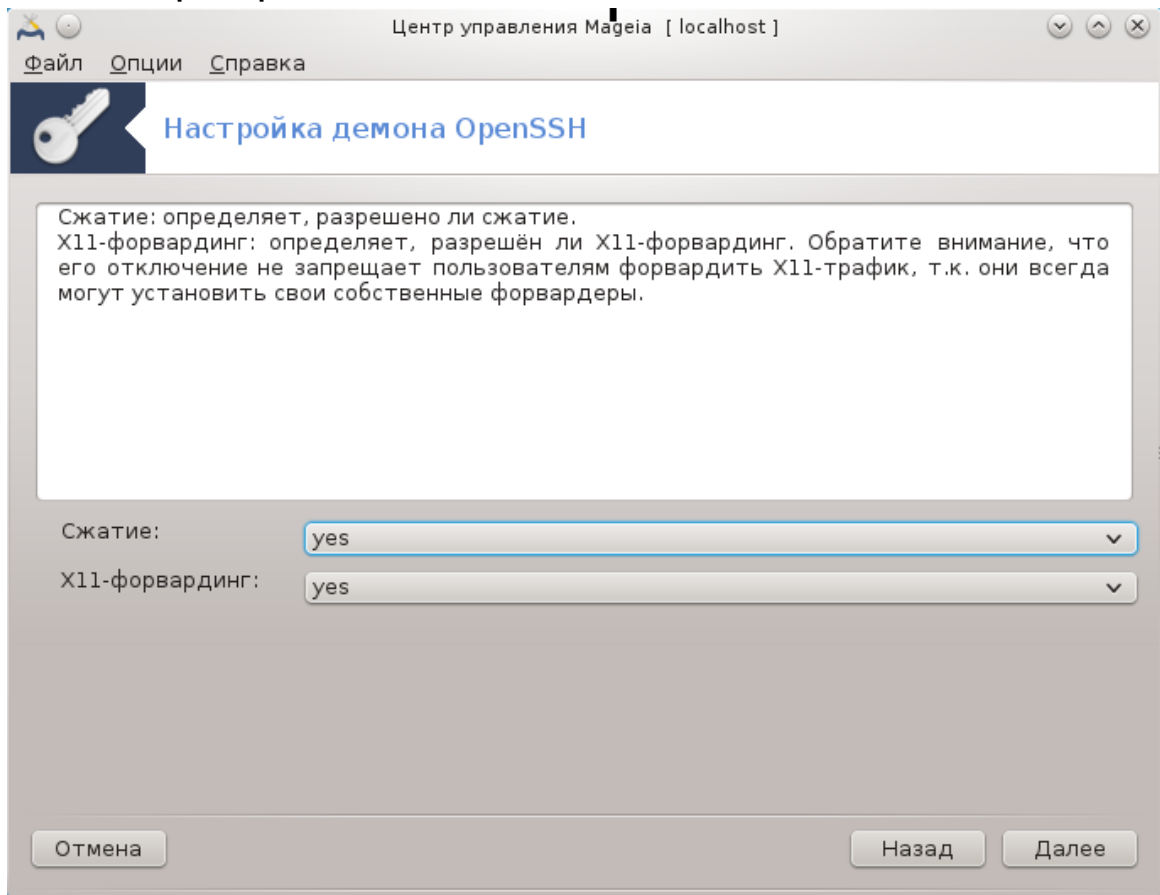 Центр управления Mageia [ localhost ]
Файл Опции Справка
Настройка демона OpenSSH
Сжатие: определяет, разрешено ли сжатие.
X11-форвардинг: определяет, разрешён ли X11-форвардинг. Обратите внимание, что
его отключение не запрещает пользователям форвардить X11-трафик, т.к. они всегда
могут установить свои собственные форвардеры.
Сжатие: yes
X11-форвардинг: yes
Отмена Назад Далее